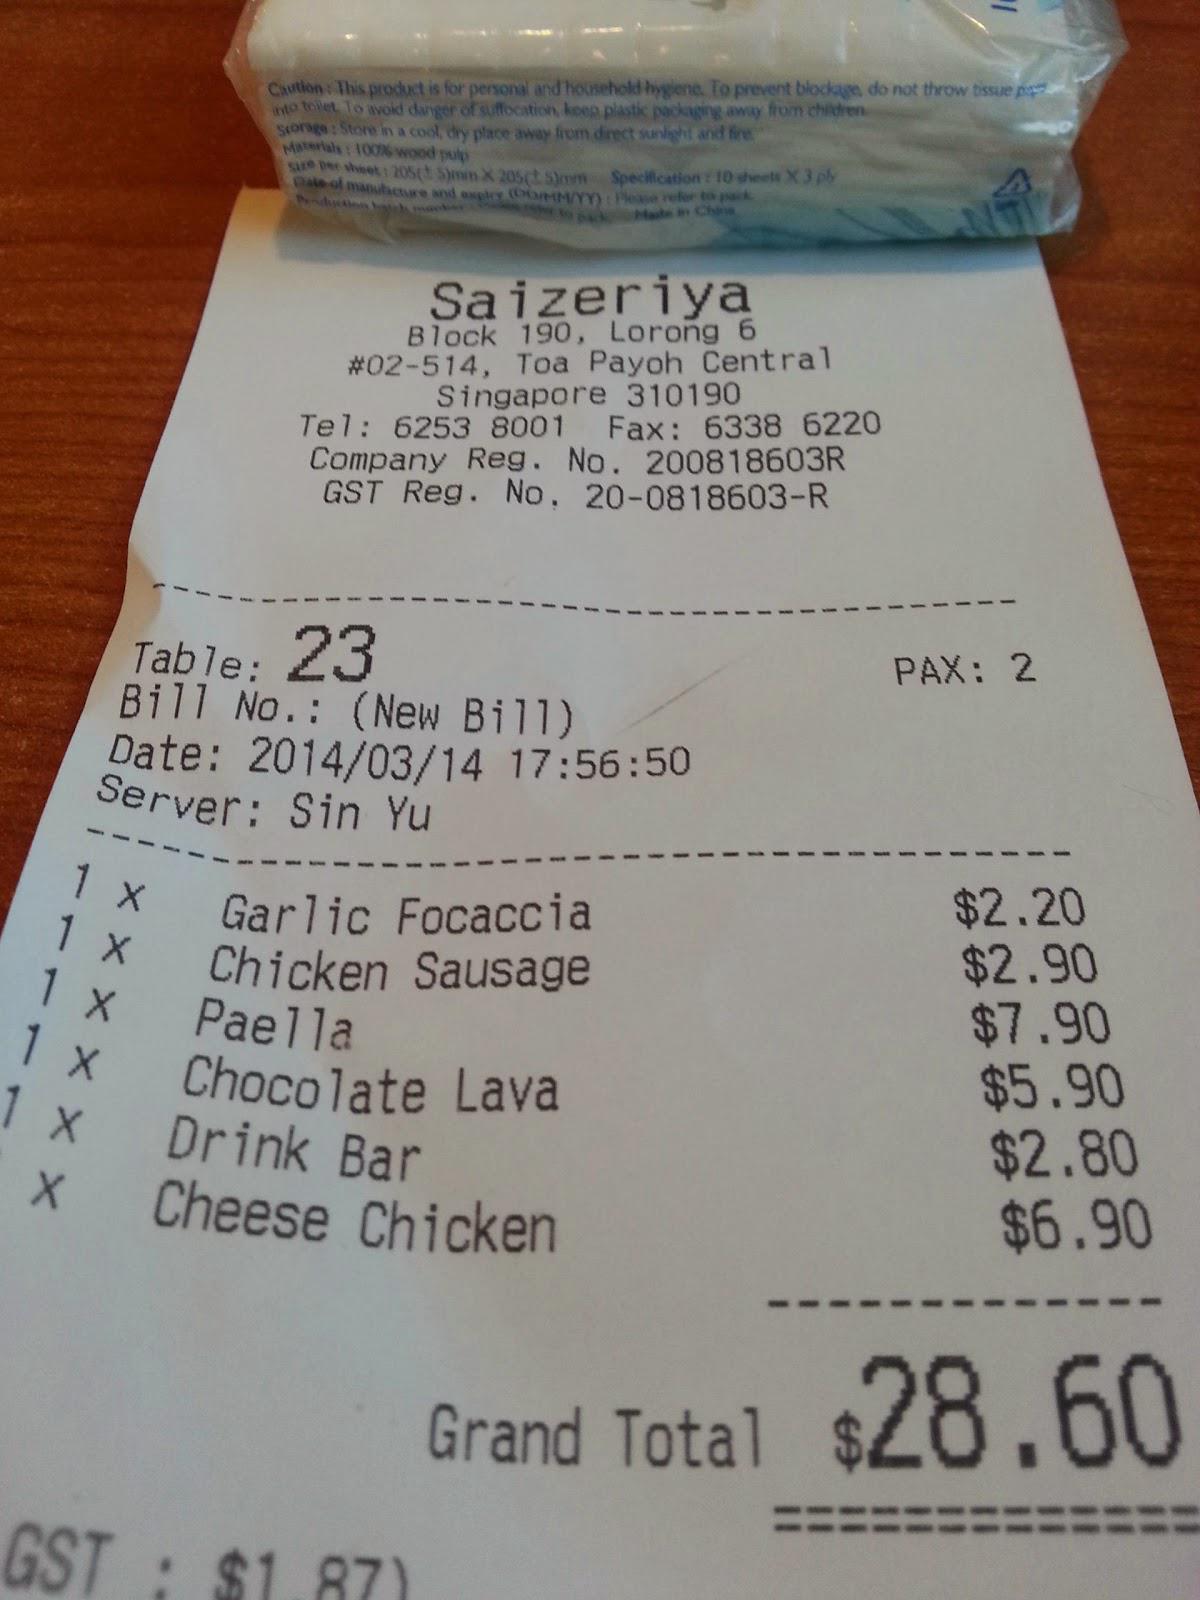 Caution : This product is for personal and household hygiene. To prevent blockage, do not throw tissue
into toilet. To avoid danger of suffocation, keep plastic packaging away from children.
Storage : Store in a cool, dry place away from direct sunlight and fire.
Materials : 100% wood pulp
Size per sheet : 205(± 5)mm X 205(± 5)mm Specification : 10 sheets X 3 ply
Date of manufacture and expiry (DD/MM/YY) : Please refer to pack.
Production batch number : Please refer to pack. Made in China
Saizeriya
Block 190, Lorong 6
#02-514, Toa Payoh Central
Singapore 310190
Tel: 6253 8001 Fax: 6338 6220
Company Reg. No. 200818603R
GST Reg. No. 20-0818603-R
Table: 23 PAX: 2
Bill No.: (New Bill)
Date: 2014/03/14 17:56:50
Server: Sin Yu
1 x Garlic Focaccia $2.20
1 x Chicken Sausage $2.90
1 x Paella $7.90
1 x Chocolate Lava $5.90
1 x Drink Bar $2.80
x Cheese Chicken $6.90
Grand Total $28.60
GST : $1.87)